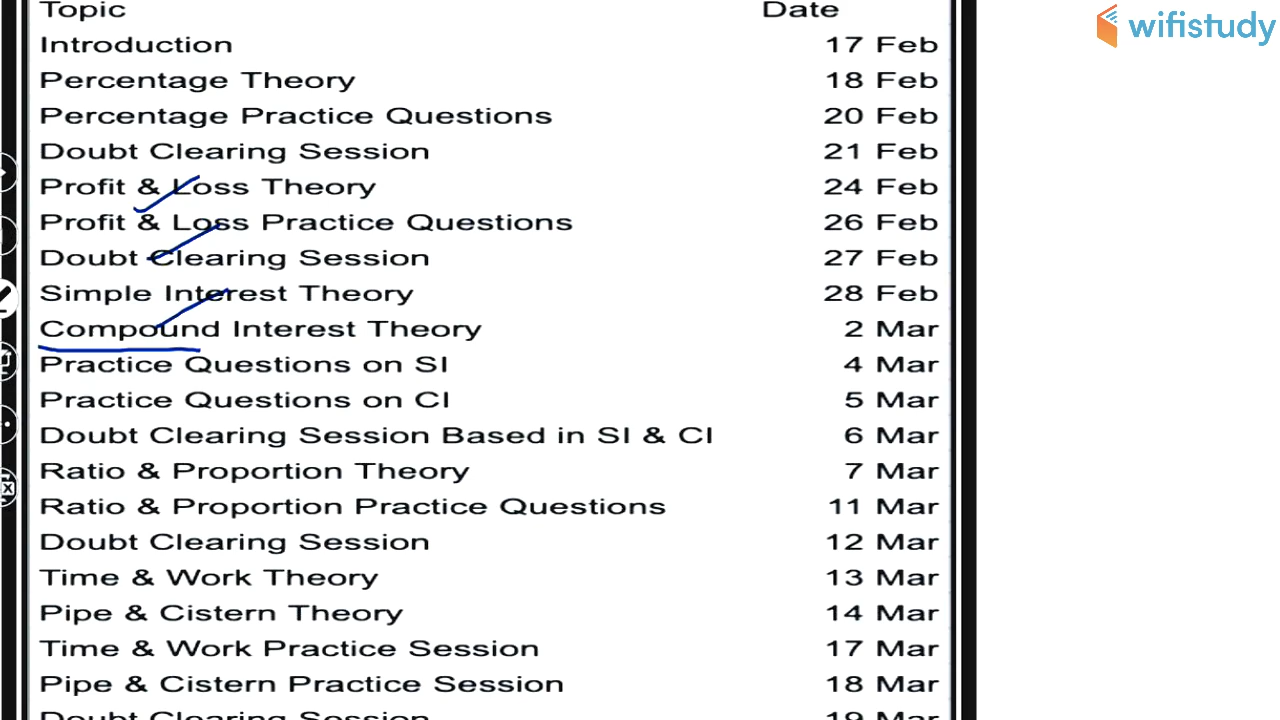 Topic Date
wifistudy
Introduction 17 Feb
Percentage Theory 18 Feb
Percentage Practice Questions 20 Feb
Doubt Clearing Session 21 Feb
Profit & Loss Theory 24 Feb
Profit & Loss Practice Questions 26 Feb
Doubt Clearing Session 27 Feb
Simple Interest Theory 28 Feb
Compound Interest Theory 2 Mar
Practice Questions on SI 4 Mar
Practice Questions on CI 5 Mar
Doubt Clearing Session Based in SI & CI 6 Mar
Ratio & Proportion Theory 7 Mar
Ratio & Proportion Practice Questions 11 Mar
Doubt Clearing Session 12 Mar
Time & Work Theory 13 Mar
Pipe & Cistern Theory 14 Mar
Time & Work Practice Session 17 Mar
Pipe & Cistern Practice Session 18 Mar
Doubt Clearing Session 19 Mar